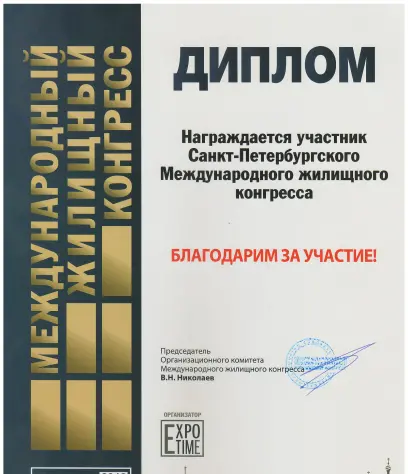 МЕЖДУНАРОДНЫЙ
ЖИЛИЩНЫЙ
КОНГРЕСС
ДИПЛОМ
Награждается участник
Санкт-Петербургского
Международного жилищного
конгресса
БЛАГОДАРИМ ЗА УЧАСТИЕ!
Председатель
Организационного комитета
Международного жилищного конгресса
В.Н. Николаев
ОРГАНИЗАТОР
EXPO
TIME